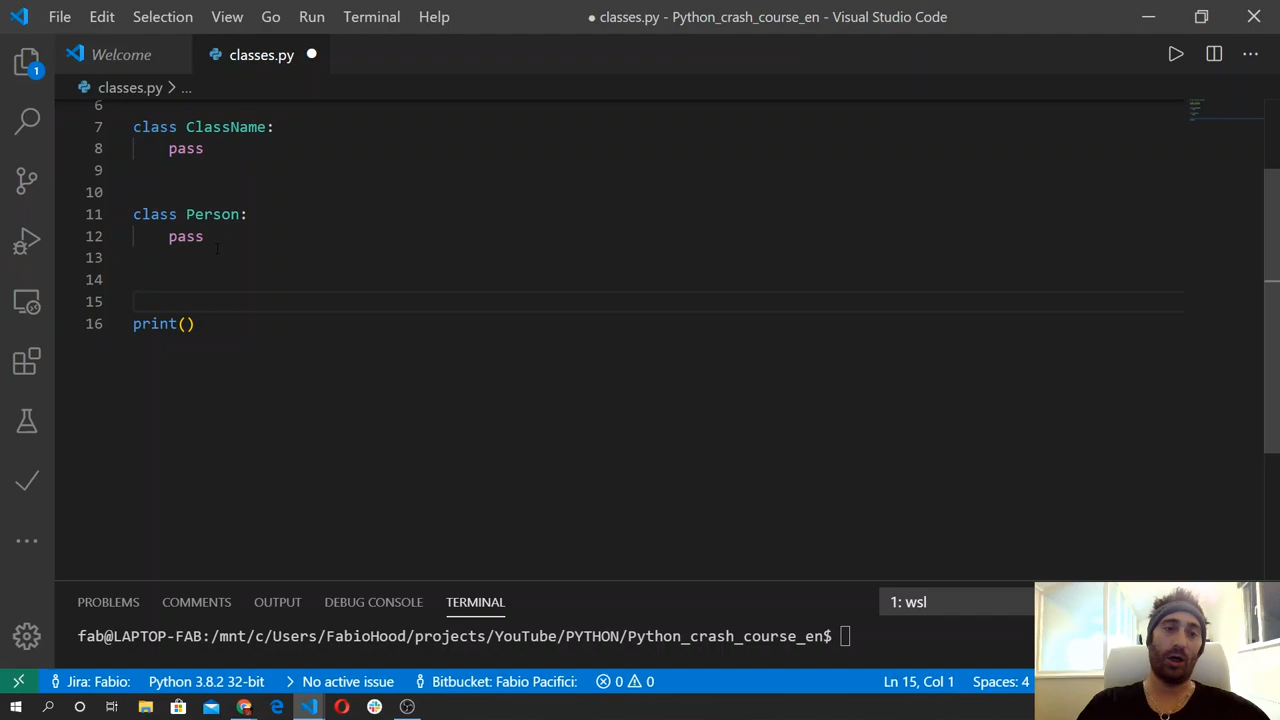 File Edit Selection View Go Run Terminal Help ● classes.py - Python_crash_course_en - Visual Studio Code
Welcome classes.py
1
classes.py > ...
6
7 class ClassName:
8 pass
9
10
11 class Person:
12 pass
13
14
15
16 print()
PROBLEMS COMMENTS OUTPUT DEBUG CONSOLE TERMINAL 1: wsl
fab@LAPTOP-FAB:/mnt/c/Users/FabioHood/projects/YouTube/PYTHON/Python_crash_course_en$
Jira: Fabio: Python 3.8.2 32-bit No active issue Bitbucket: Fabio Pacifici: 0 0 Ln 15, Col 1 Spaces: 4